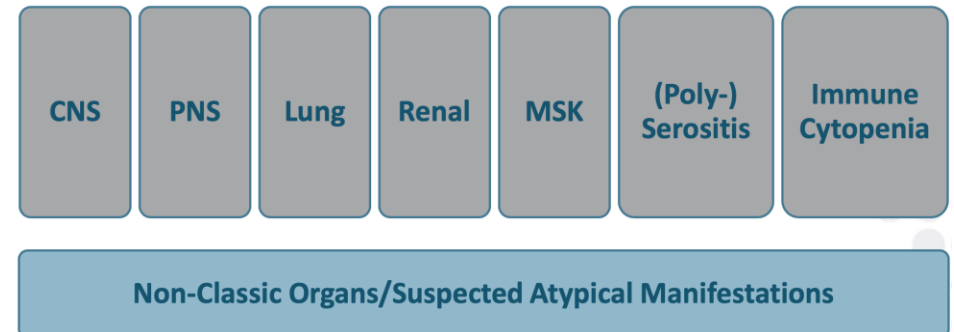 CNS
PNS
Lung
Renal
MSK
(Poly-)
Serositis
Immune
Cytopenia
Non-Classic Organs/Suspected Atypical Manifestations